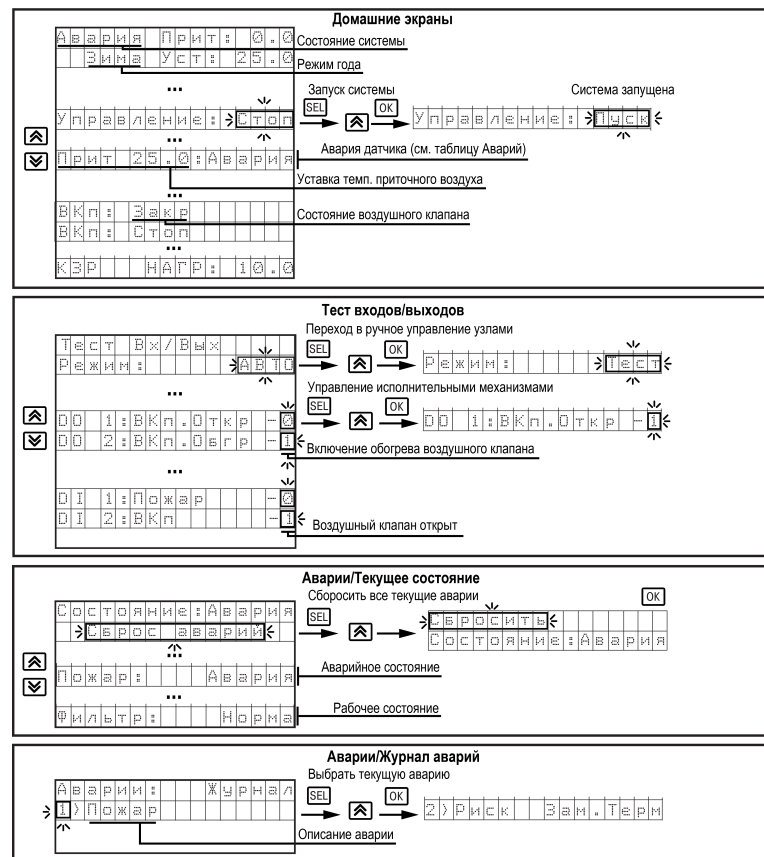 Домашние экраны
Авария Прит: 0.0
Состояние системы
Зима Уст: 25.0
Режим года
...
Запуск системы
Система запущена
Управление: Стоп
SEL
OK
Управление: Пуск
...
Прит 25.0:Авария
Авария датчика (см. таблицу Аварий)
Уставка темп. приточного воздуха
...
ВКп: Закр
Состояние воздушного клапана
ВКп: Стоп
...
КЗР НАГР: 10.0
Тест входов/выходов
Переход в ручное управление узлами
Тест Вх/Вых
Режим: АВТО
SEL
OK
Режим: Тест
...
Управление исполнительными механизмами
SEL
OK
DO 1:ВКп.Откр -0
DO 1:ВКп.Откр -1
DO 2:ВКп.Обгр -1
Включение обогрева воздушного клапана
...
DI 1:Пожар -0
DI 2:ВКп -1
Воздушный клапан открыт
Аварии/Текущее состояние
Сборосить все текущие аварии
Состояние:Авария
SEL
OK
Сброс аварий
Сбросить
Состояние:Авария
...
Пожар: Авария
Аварийное состояние
...
Фильтр: Норма
Рабочее состояние
Аварии/Журнал аварий
Выбрать текущую аварию
Аварии: Журнал
SEL
OK
1>Пожар
2>Риск Зам.Терм
Описание аварии